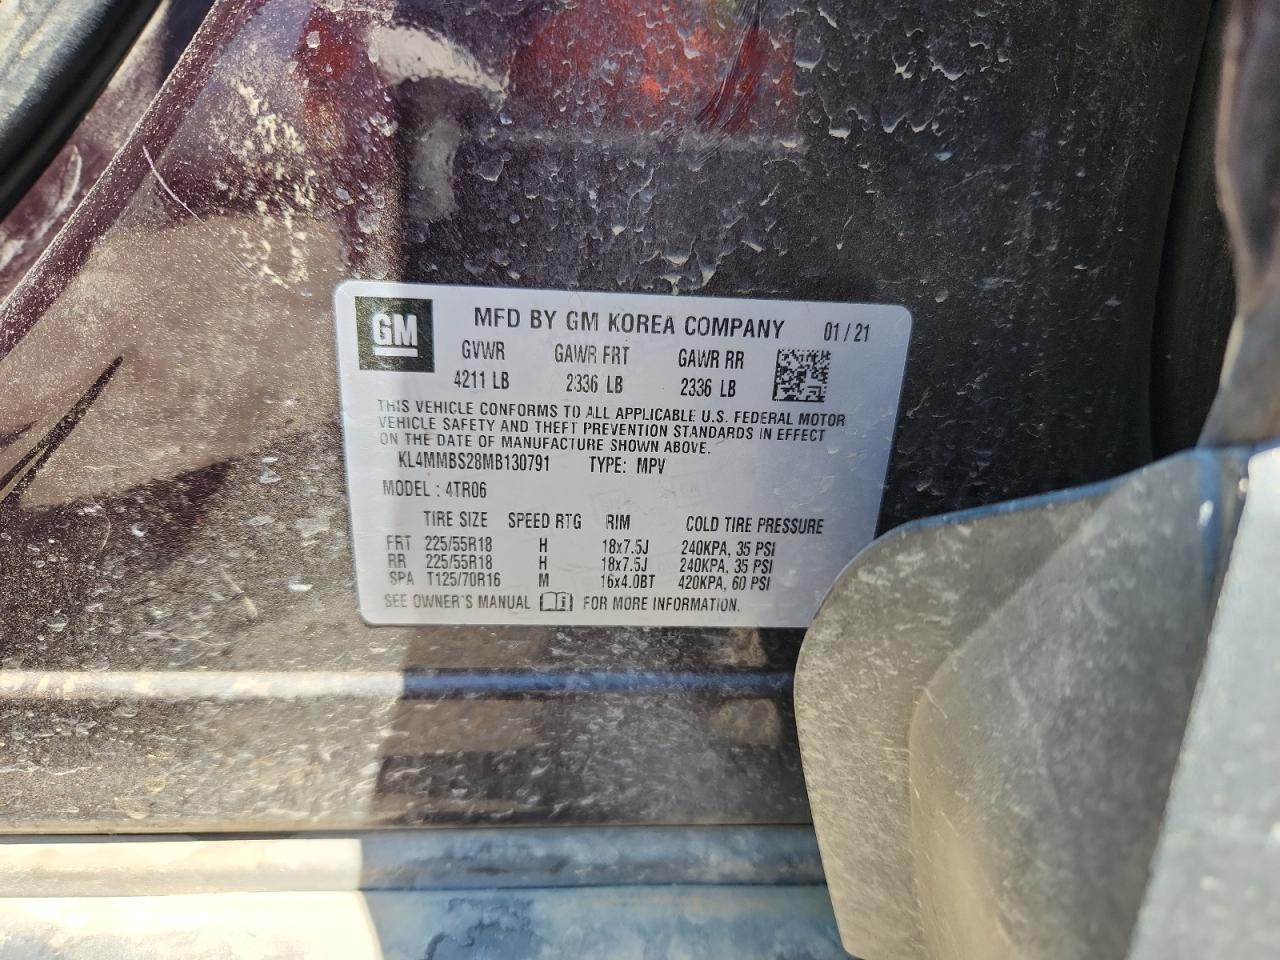 GM
MFD BY GM KOREA COMPANY 01 / 21
GVWR GAWR FRT GAWR RR
4211 LB 2336 LB 2336 LB
THIS VEHICLE CONFORMS TO ALL APPLICABLE U.S. FEDERAL MOTOR
VEHICLE SAFETY AND THEFT PREVENTION STANDARDS IN EFFECT
ON THE DATE OF MANUFACTURE SHOWN ABOVE.
KL4MMBS28MB130791 TYPE: MPV
MODEL : 4TR06
TIRE SIZE SPEED RTG RIM COLD TIRE PRESSURE
FRT 225/55R18 H 18x7.5J 240KPA, 35 PSI
RR 225/55R18 H 18x7.5J 240KPA, 35 PSI
SPA T125/70R16 M 16x4.0BT 420KPA, 60 PSI
SEE OWNER'S MANUAL FOR MORE INFORMATION.